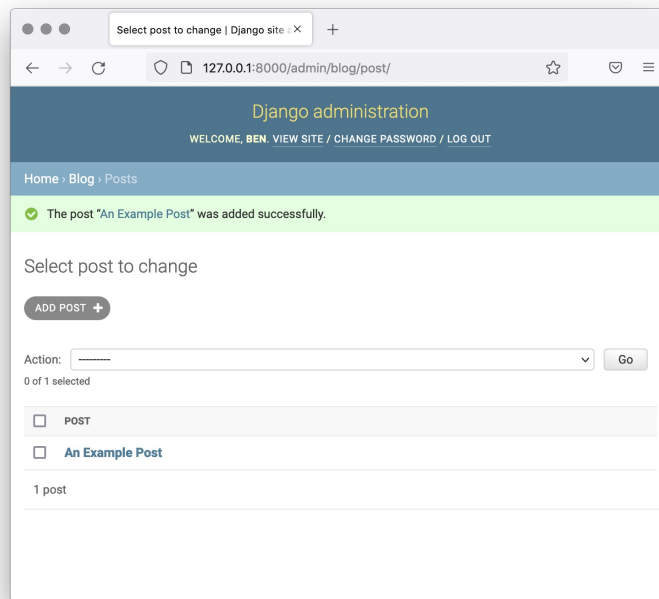 Select post to change | Django site a
127.0.0.1:8000/admin/blog/post/
Django administration
WELCOME, BEN. VIEW SITE / CHANGE PASSWORD / LOG OUT
Home › Blog › Posts
The post “An Example Post” was added successfully.
Select post to change
ADD POST +
Action: --------- Go
0 of 1 selected
POST
An Example Post
1 post